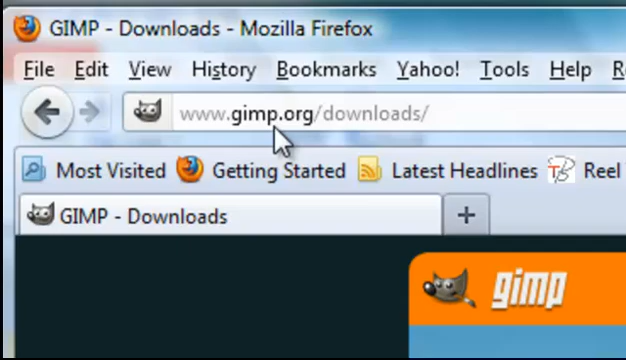 GIMP - Downloads - Mozilla Firefox
File Edit View History Bookmarks Yahoo! Tools Help
www.gimp.org/downloads/
Most Visited Getting Started Latest Headlines Reel
GIMP - Downloads
gimp